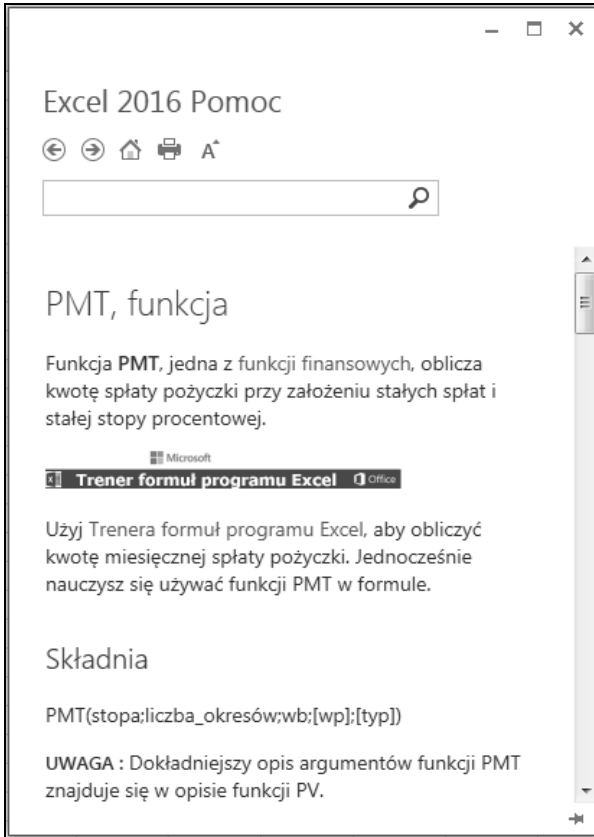 Excel 2016 Pomoc
A
PMT, funkcja
Funkcja PMT, jedna z funkcji finansowych, oblicza
kwotę spłaty pożyczki przy założeniu stałych spłat i
stałej stopy procentowej.
Microsoft
x Trener formuł programu Excel Office
Użyj Trenera formuł programu Excel, aby obliczyć
kwotę miesięcznej spłaty pożyczki. Jednocześnie
nauczysz się używać funkcji PMT w formule.
Składnia
PMT(stopa;liczba_okresów;wb;[wp];[typ])
UWAGA : Dokładniejszy opis argumentów funkcji PMT
znajduje się w opisie funkcji PV.